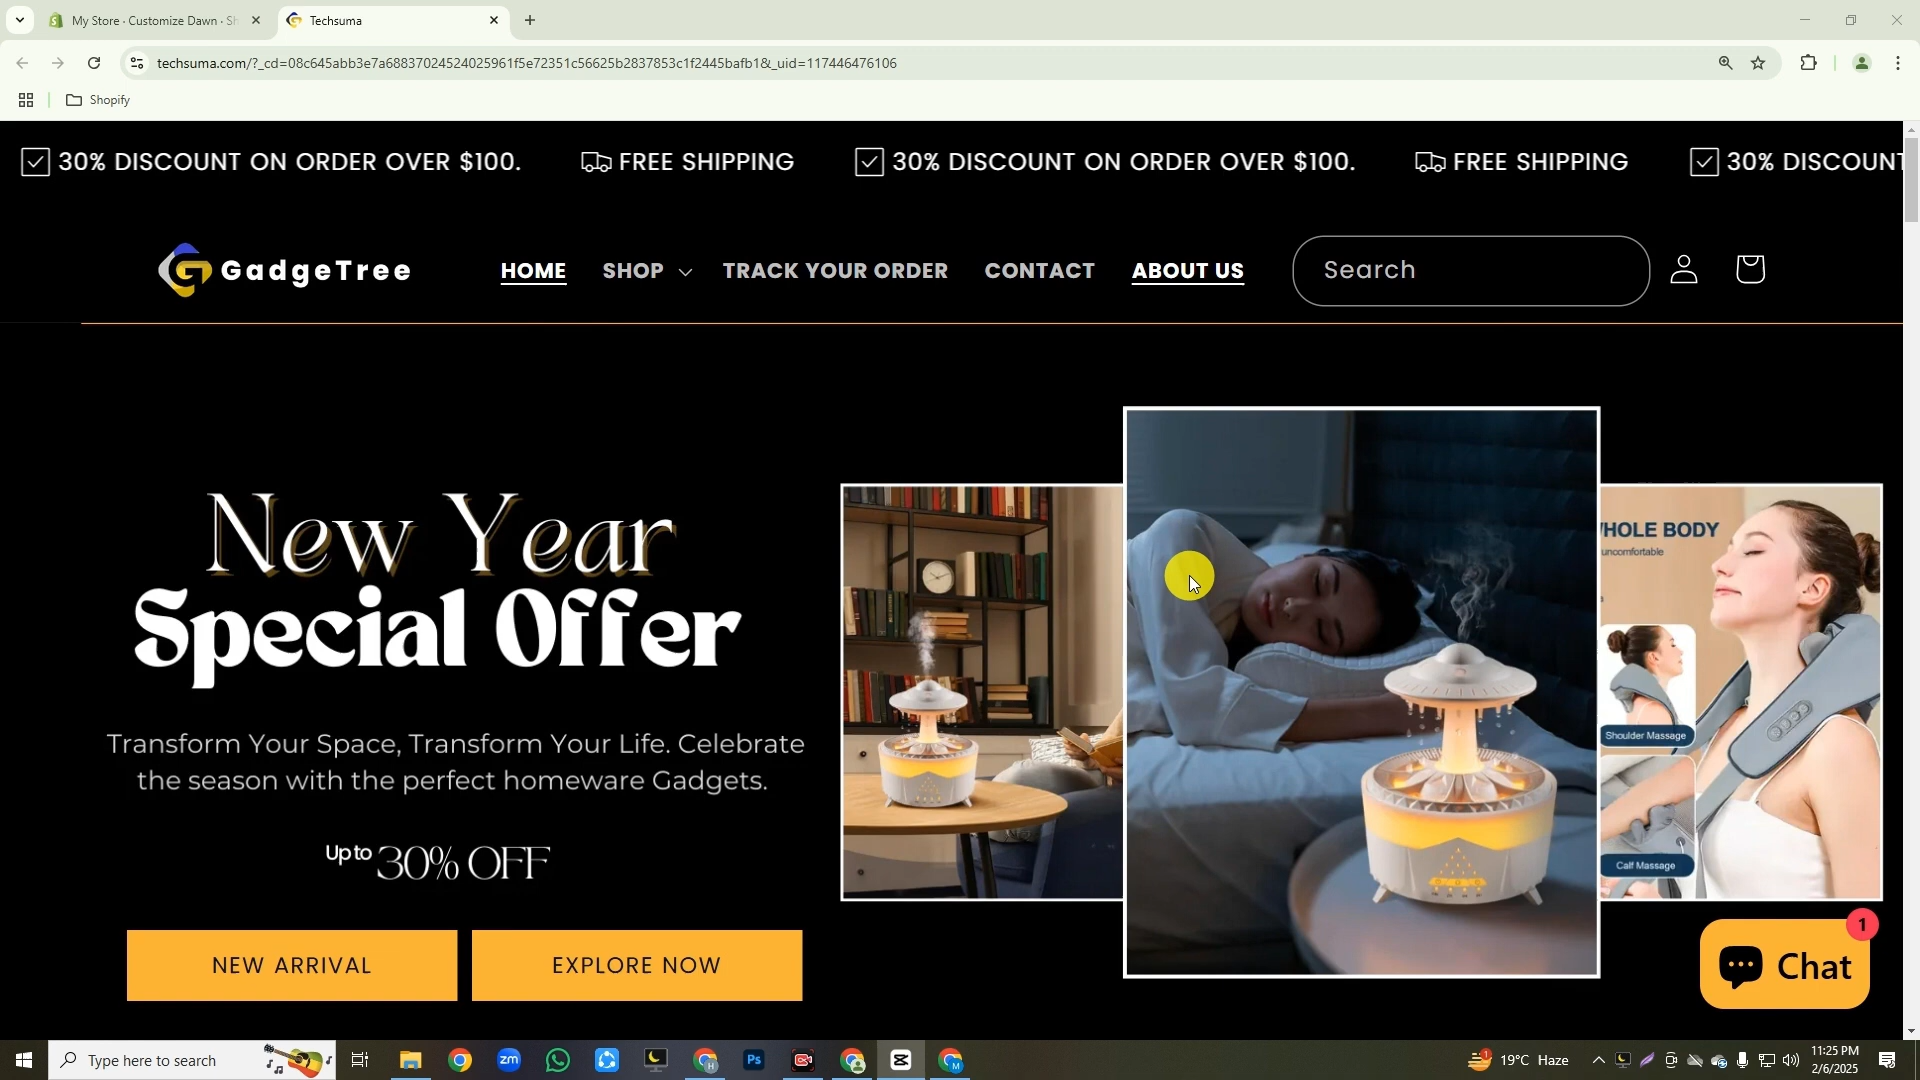 My Store · Customize Dawn · Sh
Techsuma
techsuma.com/?_cd=08c645abb3e7a68837024524025961f5e72351c56625b2837853c1f2445bafb1&_uid=117446476106
Shopify
30% DISCOUNT ON ORDER OVER $100. FREE SHIPPING 30% DISCOUNT ON ORDER OVER $100. FREE SHIPPING 30% DISCOUNT
GadgeTree HOME SHOP TRACK YOUR ORDER CONTACT ABOUT US Search
New Year
Special Offer
Transform Your Space, Transform Your Life. Celebrate
the season with the perfect homeware Gadgets.
Up to 30% OFF
NEW ARRIVAL EXPLORE NOW
WHOLE BODY
uncomfortable
Shoulder Massage
Calf Massage
1
Chat
Type here to search
zm
H
Ps
M
1
19°C Haze
11:25 PM
2/6/2025